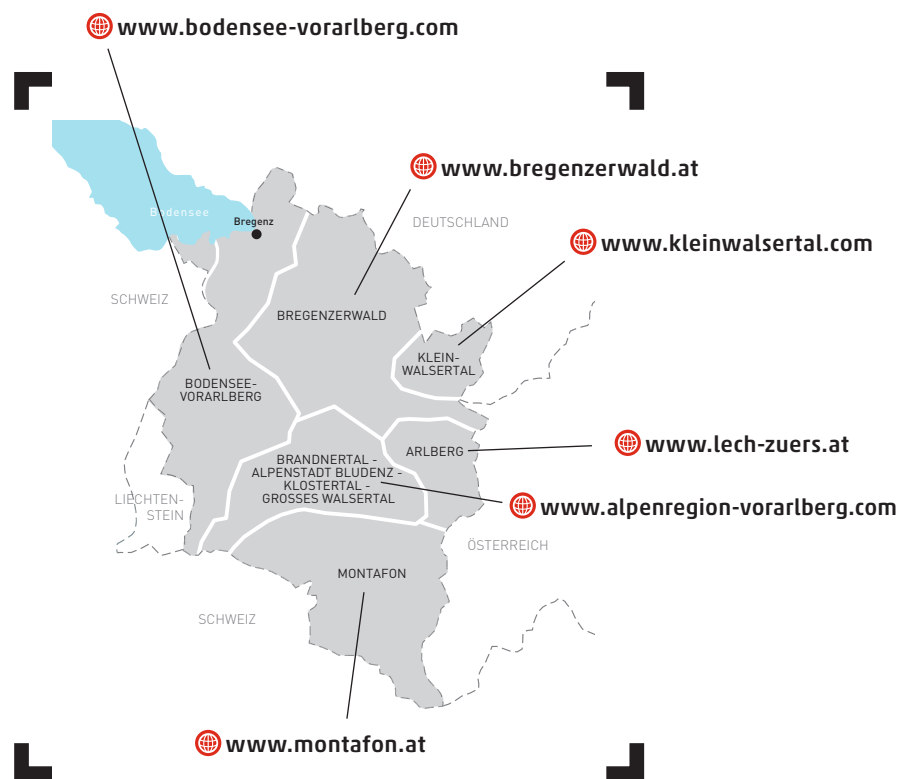 www.bodensee-vorarlberg.com
www.bregenzerwald.at
Bodensee
Bregenz
DEUTSCHLAND
www.kleinwalsertal.com
SCHWEIZ
BREGENZERWALD
KLEIN-
WALSERTAL
BODENSEE-
VORARLBERG
www.lech-zuers.at
ARLBERG
BRANDNERTAL -
ALPENSTADT BLUDENZ -
KLOSTERTAL -
GROSSES WALSERTAL
LIECHTEN-
STEIN
www.alpenregion-vorarlberg.com
ÖSTERREICH
MONTAFON
SCHWEIZ
www.montafon.at